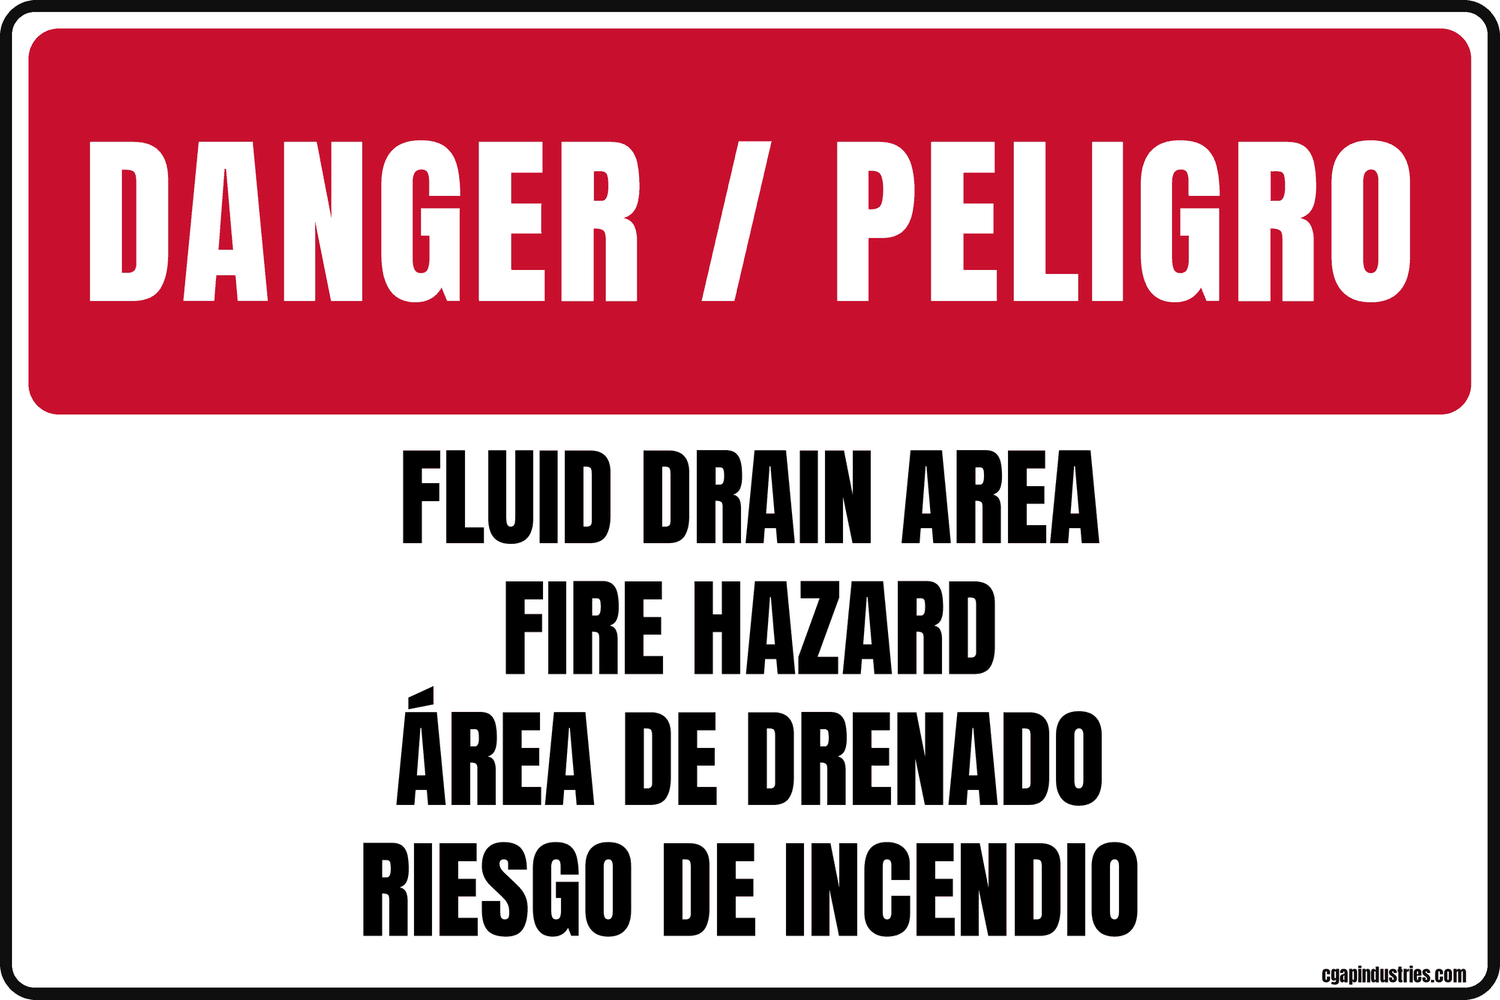 DANGER / PELIGRO
FLUID DRAIN AREA
FIRE HAZARD
ÁREA DE DRENADO
RIESGO DE INCENDIO
cgapindustries.com